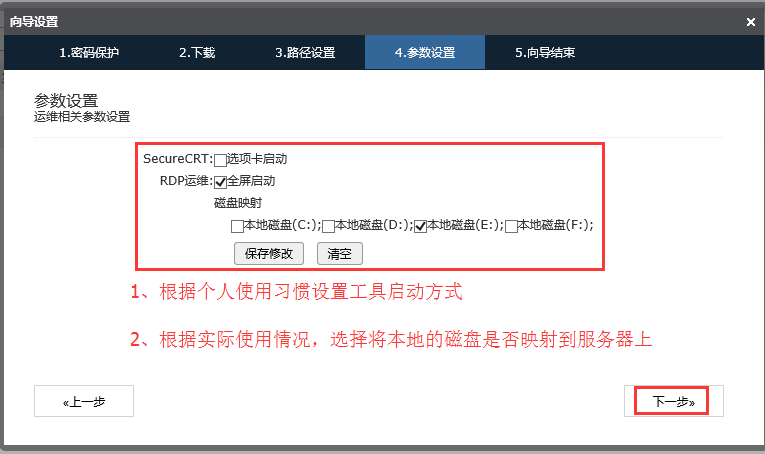 向导设置
×
1.密码保护 2.下载 3.路径设置 4.参数设置 5.向导结束
参数设置
运维相关参数设置
SecureCRT:选项卡启动
RDP运维:全屏启动
磁盘映射
本地磁盘(C:);本地磁盘(D:);本地磁盘(E:);本地磁盘(F:);
保存修改 清空
1、根据个人使用习惯设置工具启动方式
2、根据实际使用情况，选择将本地的磁盘是否映射到服务器上
«上一步 下一步»